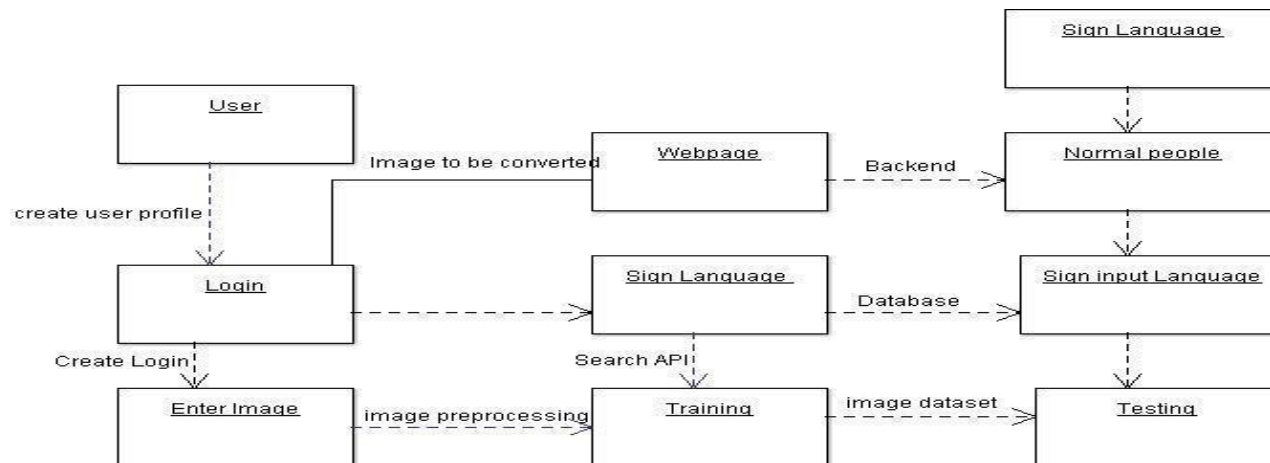 Sign Language
User
Image to be converted
Webpage
Backend
Normal people
create user profile
Login
Sign Language
Database
Sign input Language
Create Login
Search API
Enter Image
image preprocessing
Training
image dataset
Testing